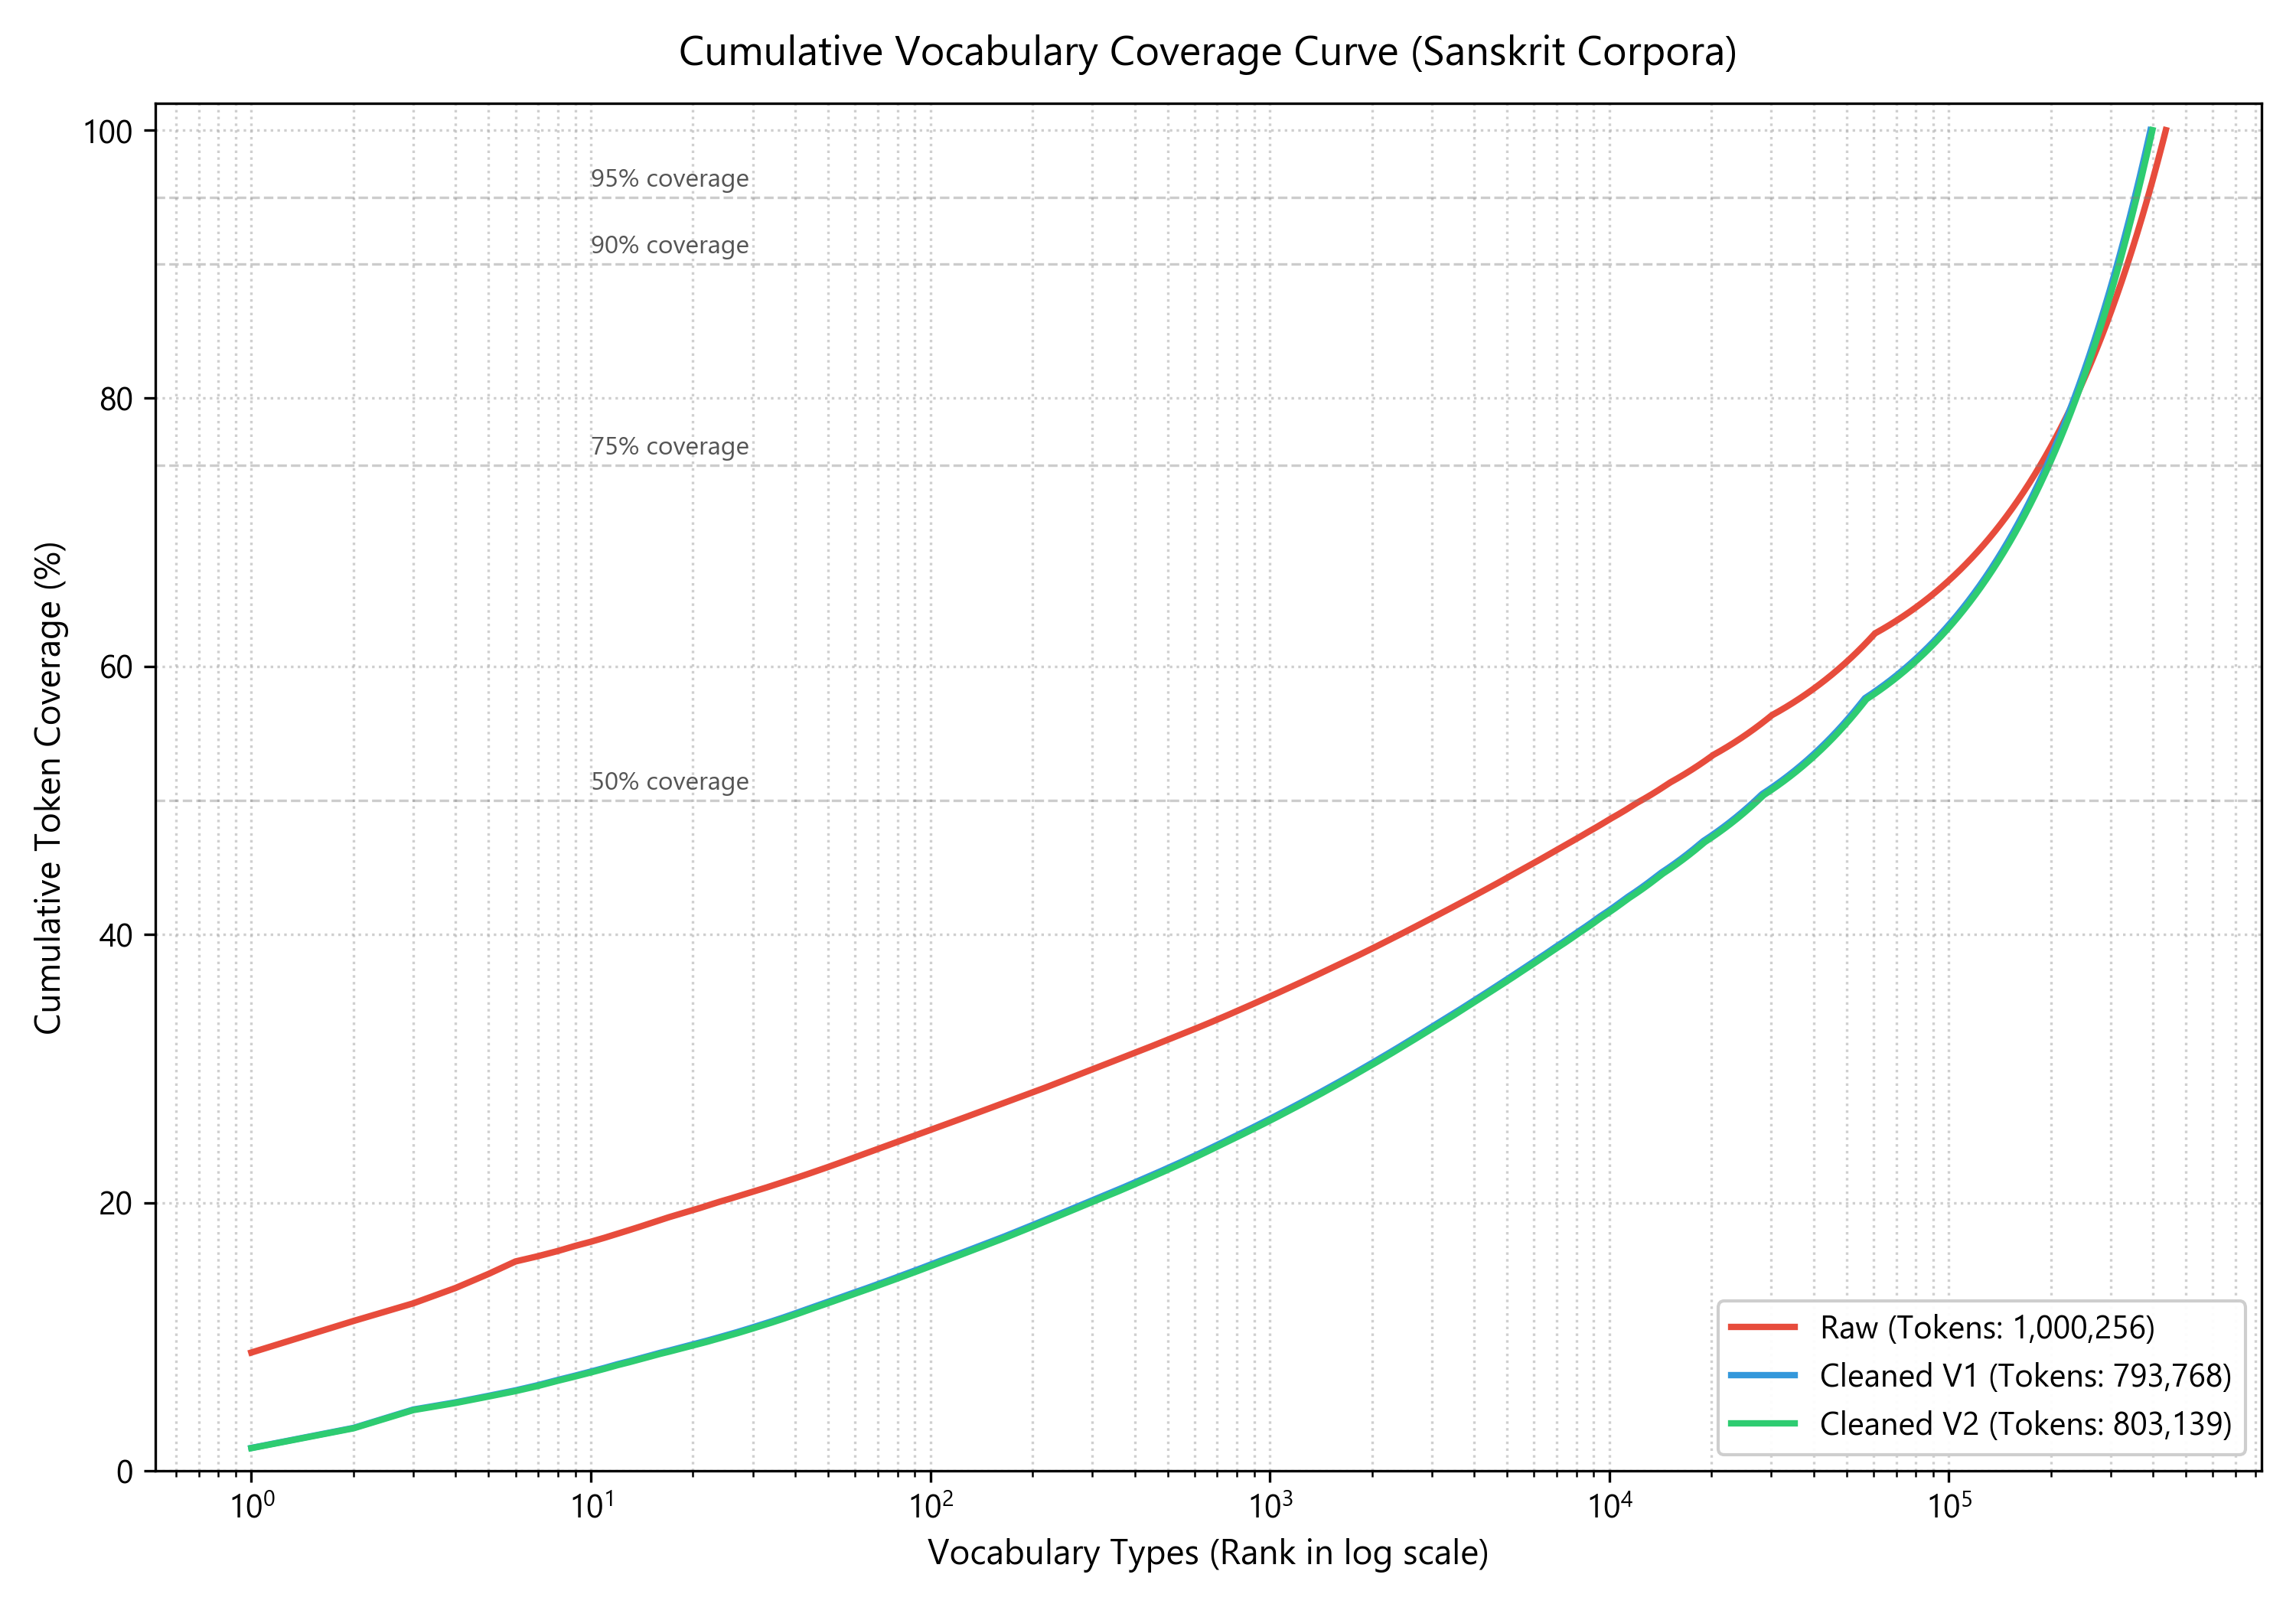 Cumulative Vocabulary Coverage Curve (Sanskrit Corpora)
100
95% coverage
90% coverage
80
75% coverage
60
50% coverage
40
20
0
Cumulative Token Coverage (%)
Raw (Tokens: 1,000,256)
Cleaned V1 (Tokens: 793,768)
Cleaned V2 (Tokens: 803,139)
10⁰ 10¹ 10² 10³ 10⁴ 10⁵
Vocabulary Types (Rank in log scale)